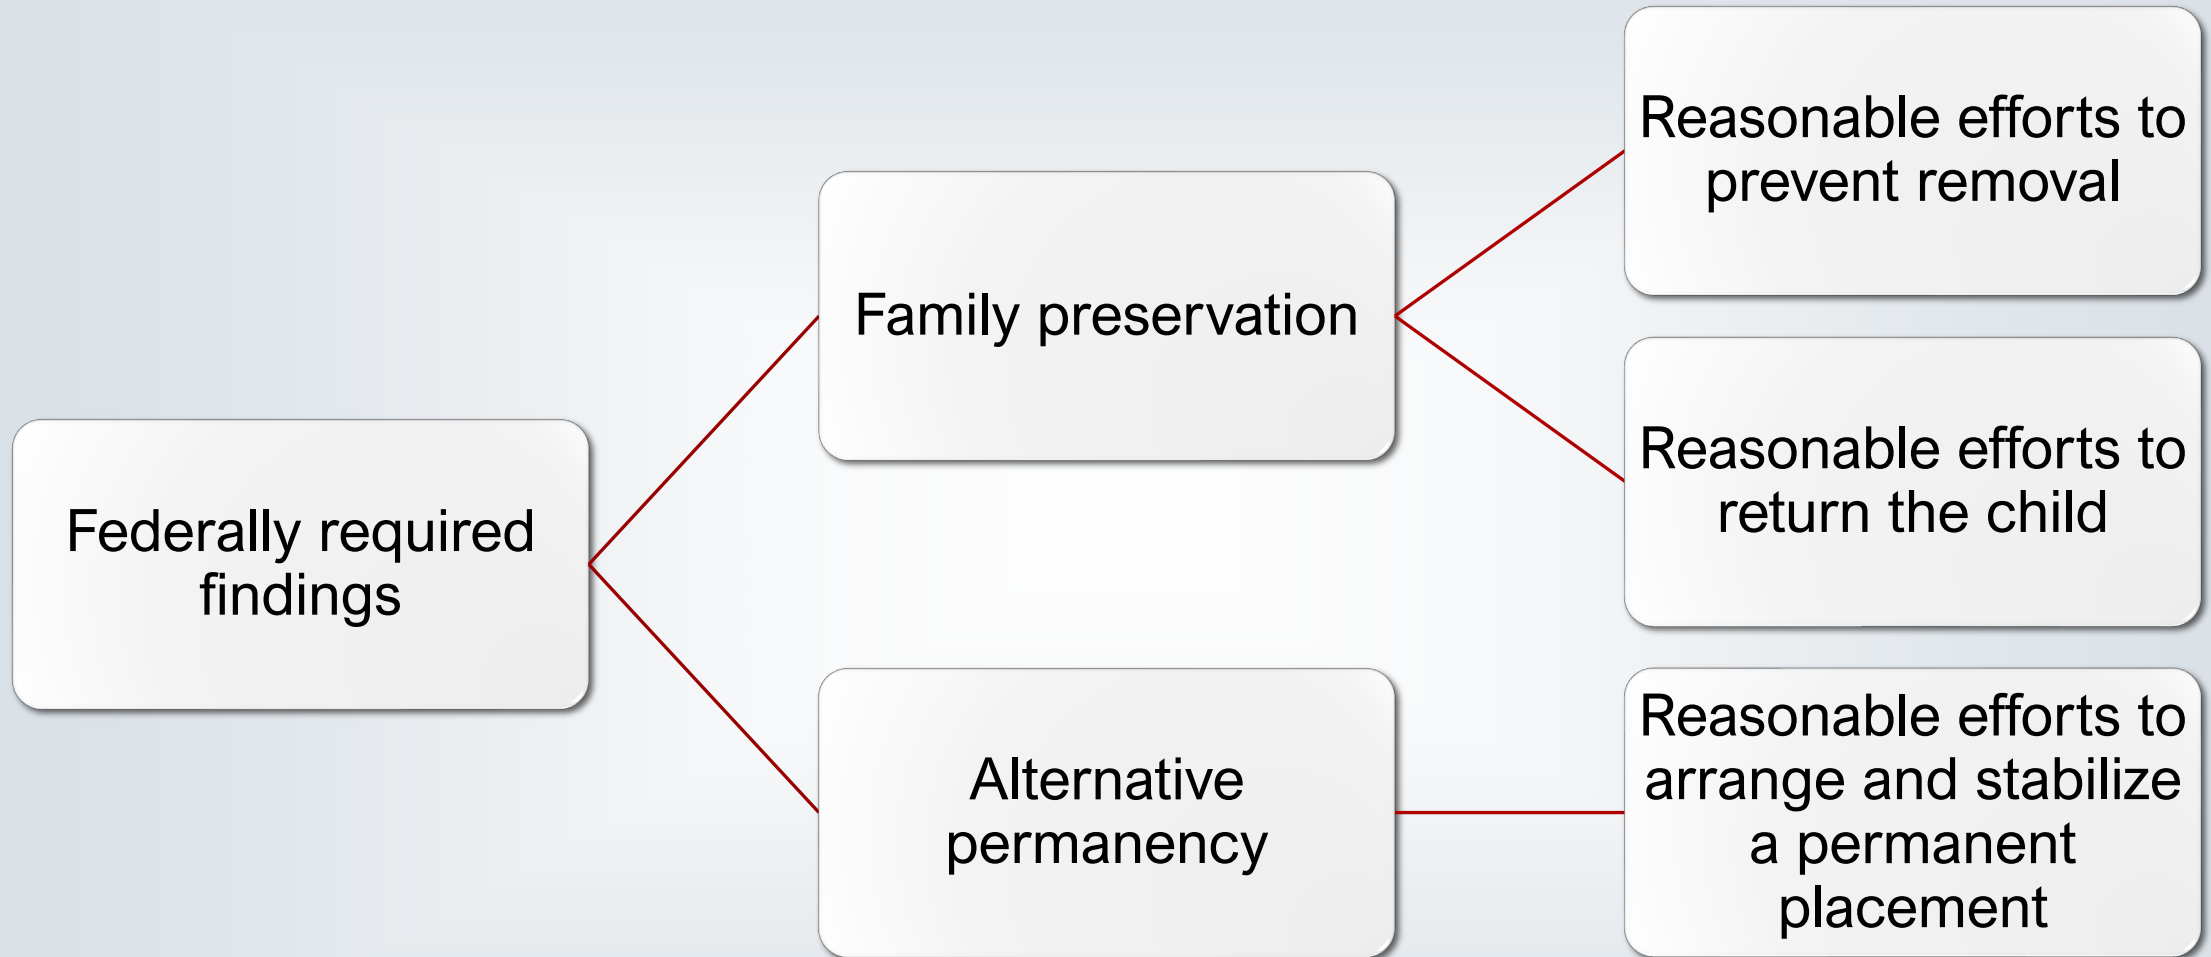 Federally required
findings
Family preservation
Reasonable efforts to
prevent removal
Reasonable efforts to
return the child
Alternative
permanency
Reasonable efforts to
arrange and stabilize
a permanent
placement